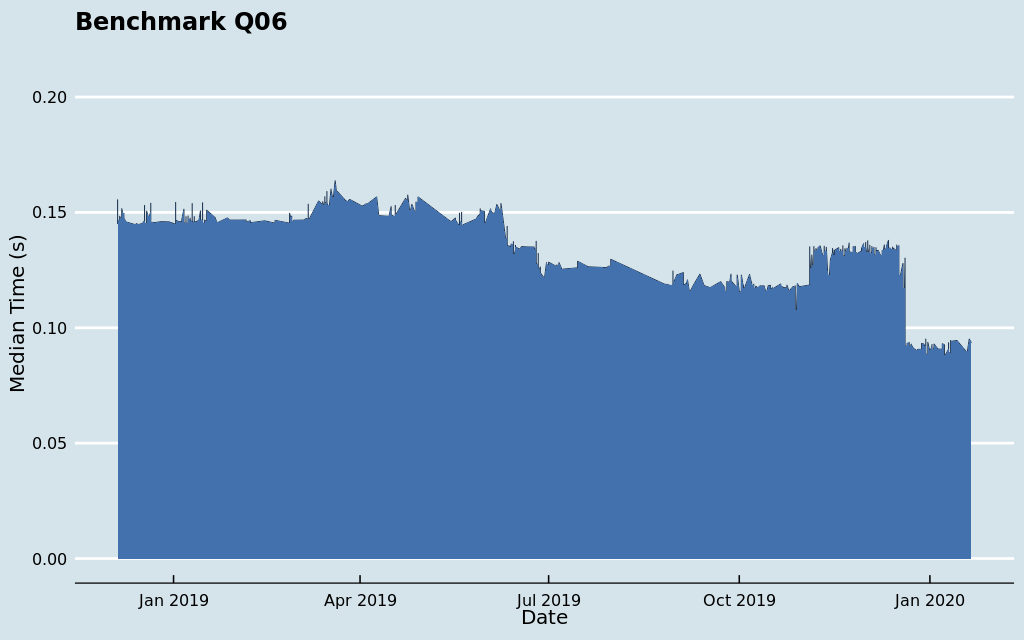 Benchmark Q06
Median Time (s)
0.20
0.15
0.10
0.05
0.00
Jan 2019
Apr 2019
Jul 2019
Oct 2019
Jan 2020
Date